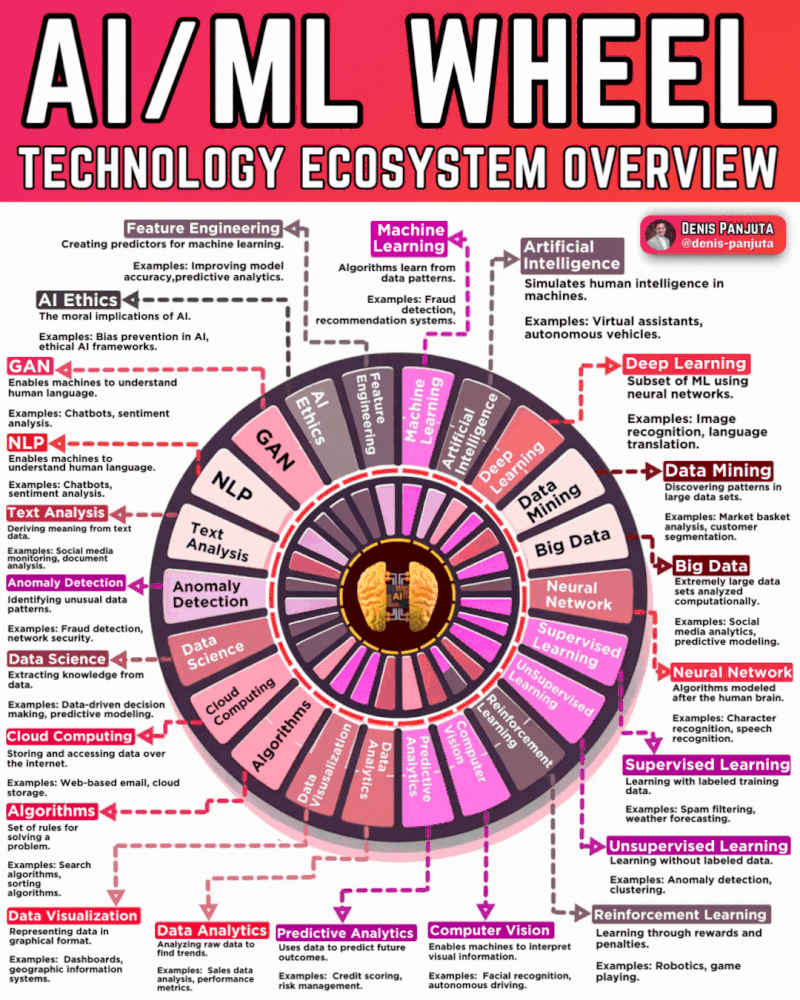 AI/ML WHEEL
TECHNOLOGY ECOSYSTEM OVERVIEW
DENIS PANJUTA
@denis-panjuta
Feature Engineering
Creating predictors for machine learning.
Examples: Improving model
accuracy,predictive analytics.
Machine
Learning
Algorithms learn from
data patterns.
Examples: Fraud
detection,
recommendation systems.
Artificial
Intelligence
Simulates human intelligence in
machines.
Examples: Virtual assistants,
autonomous vehicles.
AI Ethics
The moral implications of AI.
Examples: Bias prevention in AI,
ethical AI frameworks.
GAN
Enables machines to understand
human language.
Examples: Chatbots, sentiment
analysis.
NLP
Enables machines to
understand human language.
Examples: Chatbots,
sentiment analysis.
Text Analysis
Deriving meaning from text
data.
Examples: Social media
monitoring, document
analysis.
Anomaly Detection
Identifying unusual data
patterns.
Examples: Fraud detection,
network security.
Data Science
Extracting knowledge from
data.
Examples: Data-driven decision
making, predictive modeling.
Cloud Computing
Storing and accessing data over
the internet.
Examples: Web-based email, cloud
storage.
Algorithms
Set of rules for
solving a
problem.
Examples: Search
algorithms,
sorting
algorithms.
Machine
Learning
Artificial
Intelligence
Deep
Learning
Data
Mining
Big Data
Neural
Network
Supervised
Learning
UnSupervised
Learning
Reinforcement
Learning
Computer
Vision
Predictive
Analytics
Data
Analytics
Data
Visusalization
Algorithms
Cloud
Computing
Data
Science
Anomaly
Detection
Text
Analysis
NLP
GAN
AI
Ethics
Feature
Engineering
AI
Deep Learning
Subset of ML using
neural networks.
Examples: Image
recognition, language
translation.
Data Mining
Discovering patterns in
large data sets.
Examples: Market basket
analysis, customer
segmentation.
Big Data
Extremely large data
sets analyzed
computationally.
Examples: Social
media analytics,
predictive modeling.
Neural Network
Algorithms modeled
after the human brain.
Examples: Character
recognition, speech
recognition.
Supervised Learning
Learning with labeled training
data.
Examples: Spam filtering,
weather forecasting.
Unsupervised Learning
Learning without labeled data.
Examples: Anomaly detection,
clustering.
Reinforcement Learning
Learning through rewards and
penalties.
Examples: Robotics, game
playing.
Data Visualization
Representing data in
graphical format.
Examples: Dashboards,
geographic information
systems.
Data Analytics
Analyzing raw data to
find trends.
Examples: Sales data
analysis, performance
metrics.
Predictive Analytics
Uses data to predict future
outcomes.
Examples: Credit scoring,
risk management.
Computer Vision
Enables machines to interpret
visual information.
Examples: Facial recognition,
autonomous driving.